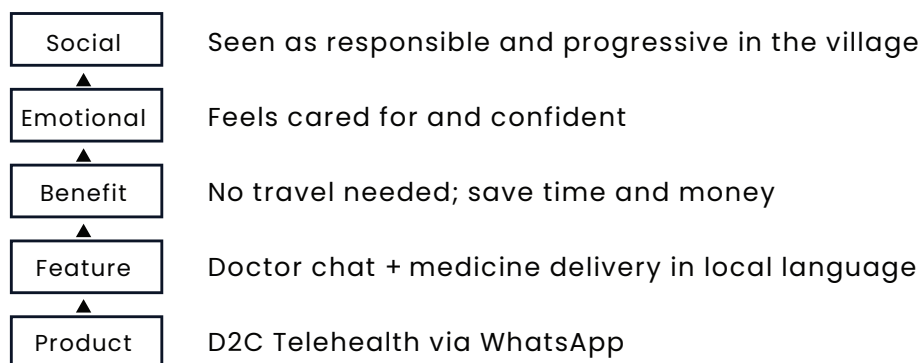 Social Seen as responsible and progressive in the village
Emotional Feels cared for and confident
Benefit No travel needed; save time and money
Feature Doctor chat + medicine delivery in local language
Product D2C Telehealth via WhatsApp